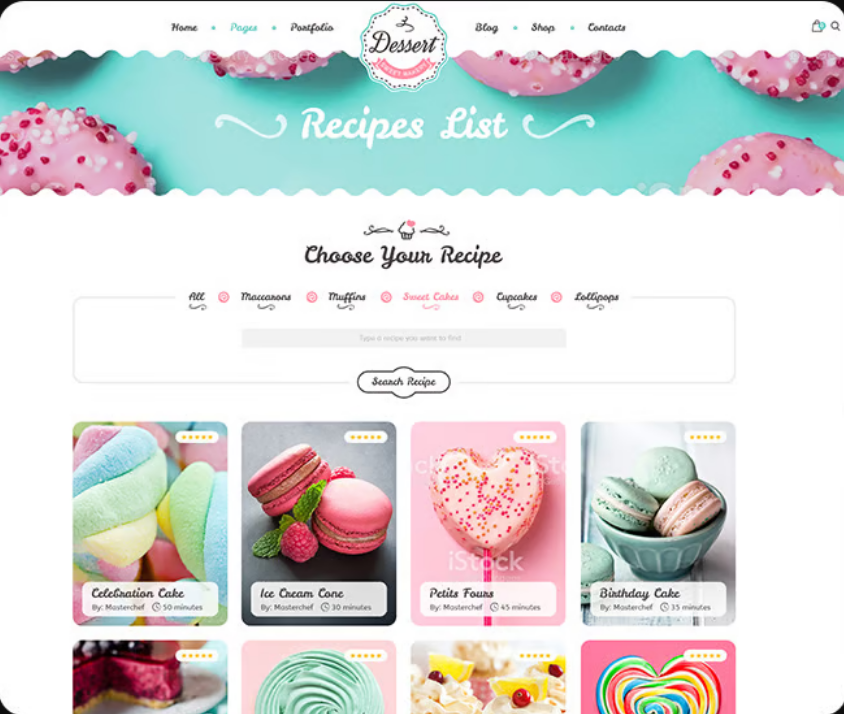 Home Pages Portfolio
Dessert
SWEET BAKERY
Blog Shop Contacts
Recipes List
Choose Your Recipe
All Maccarons Muffins Sweet Cakes Cupcakes Lollipops
Type a recipe you want to find
Search Recipe
Celebration Cake
By: Masterchef 50 minutes
Ice Cream Cone
By: Masterchef 30 minutes
iStock
Petits Fours
By: Masterchef 45 minutes
Birthday Cake
By: Masterchef 35 minutes